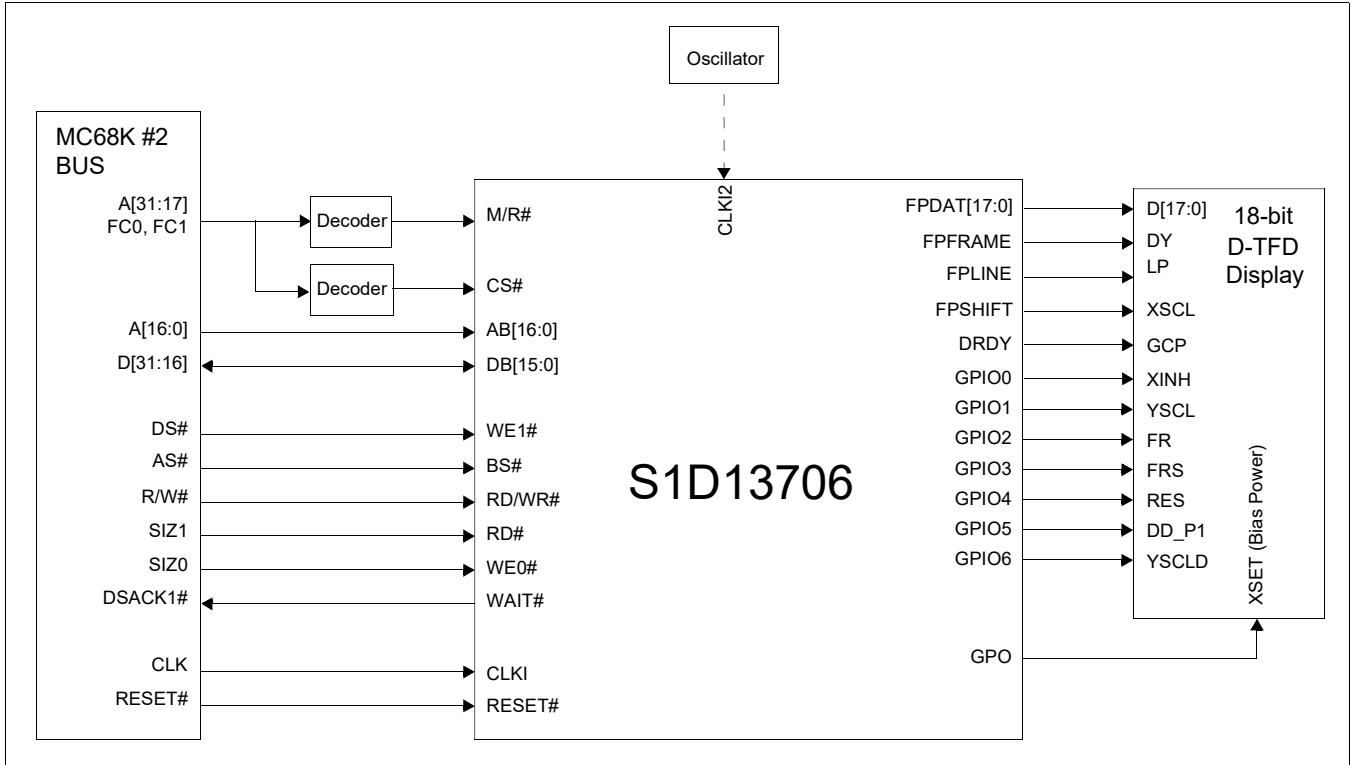 Oscillator
MC68K #2
BUS
A[31:17]
FC0, FC1
A[16:0]
D[31:16]
DS#
AS#
R/W#
SIZ1
SIZ0
DSACK1#
CLK
RESET#
Decoder
Decoder
CLKI2
M/R#
CS#
AB[16:0]
DB[15:0]
WE1#
BS#
RD/WR#
RD#
WE0#
WAIT#
CLKI
RESET#
S1D13706
FPDAT[17:0]
FPFRAME
FPLINE
FPSHIFT
DRDY
GPIO0
GPIO1
GPIO2
GPIO3
GPIO4
GPIO5
GPIO6
GPO
D[17:0]
DY
LP
XSCL
GCP
XINH
YSCL
FR
FRS
RES
DD_P1
YSCLD
18-bit
D-TFD
Display
XSET (Bias Power)